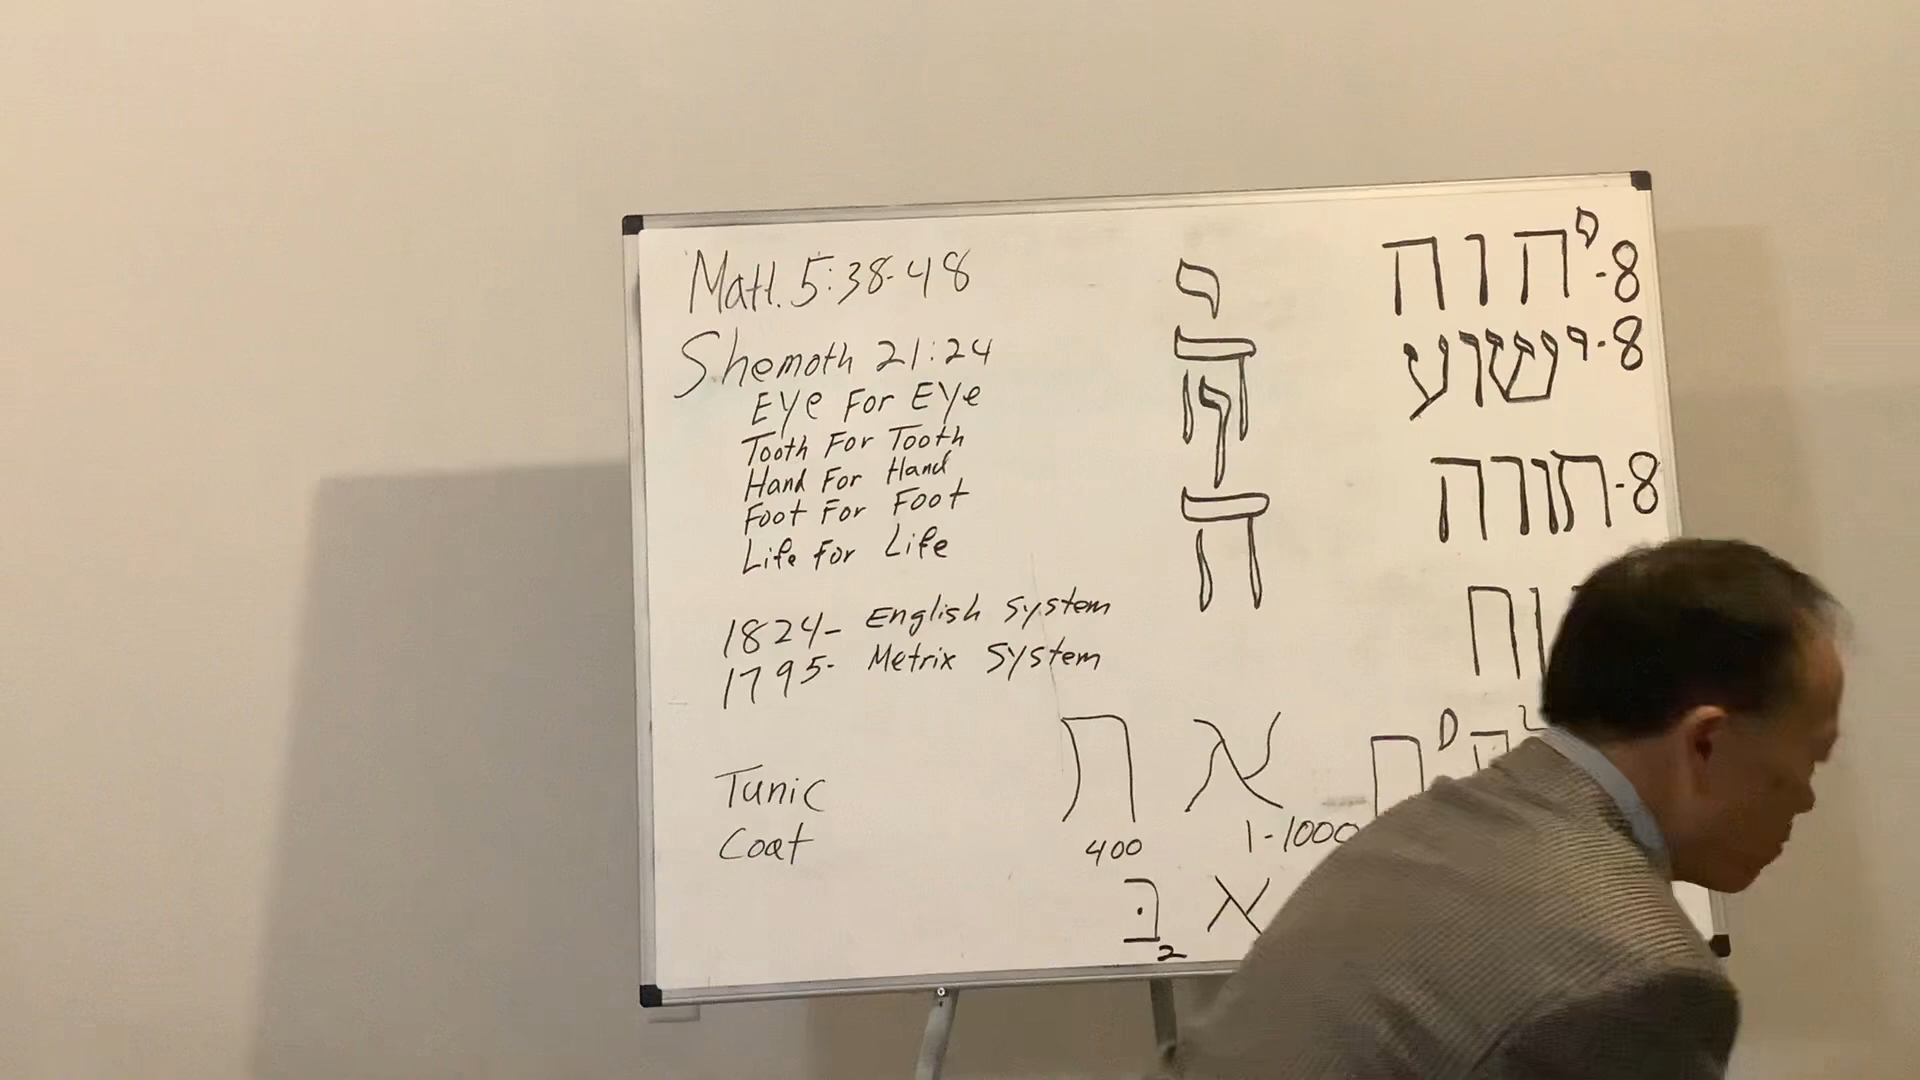 Matt. 5:38-48
Shemoth 21:24
Eye For Eye
Tooth For Tooth
Hand For Hand
Foot For Foot
Life For Life
1824- English System
1795- Metrix System
Tunic
Coat
י
ה
ו
ה
יהוה-8
ישוע-8
תורה-8
א ת
400 1-1000
א בּ
2